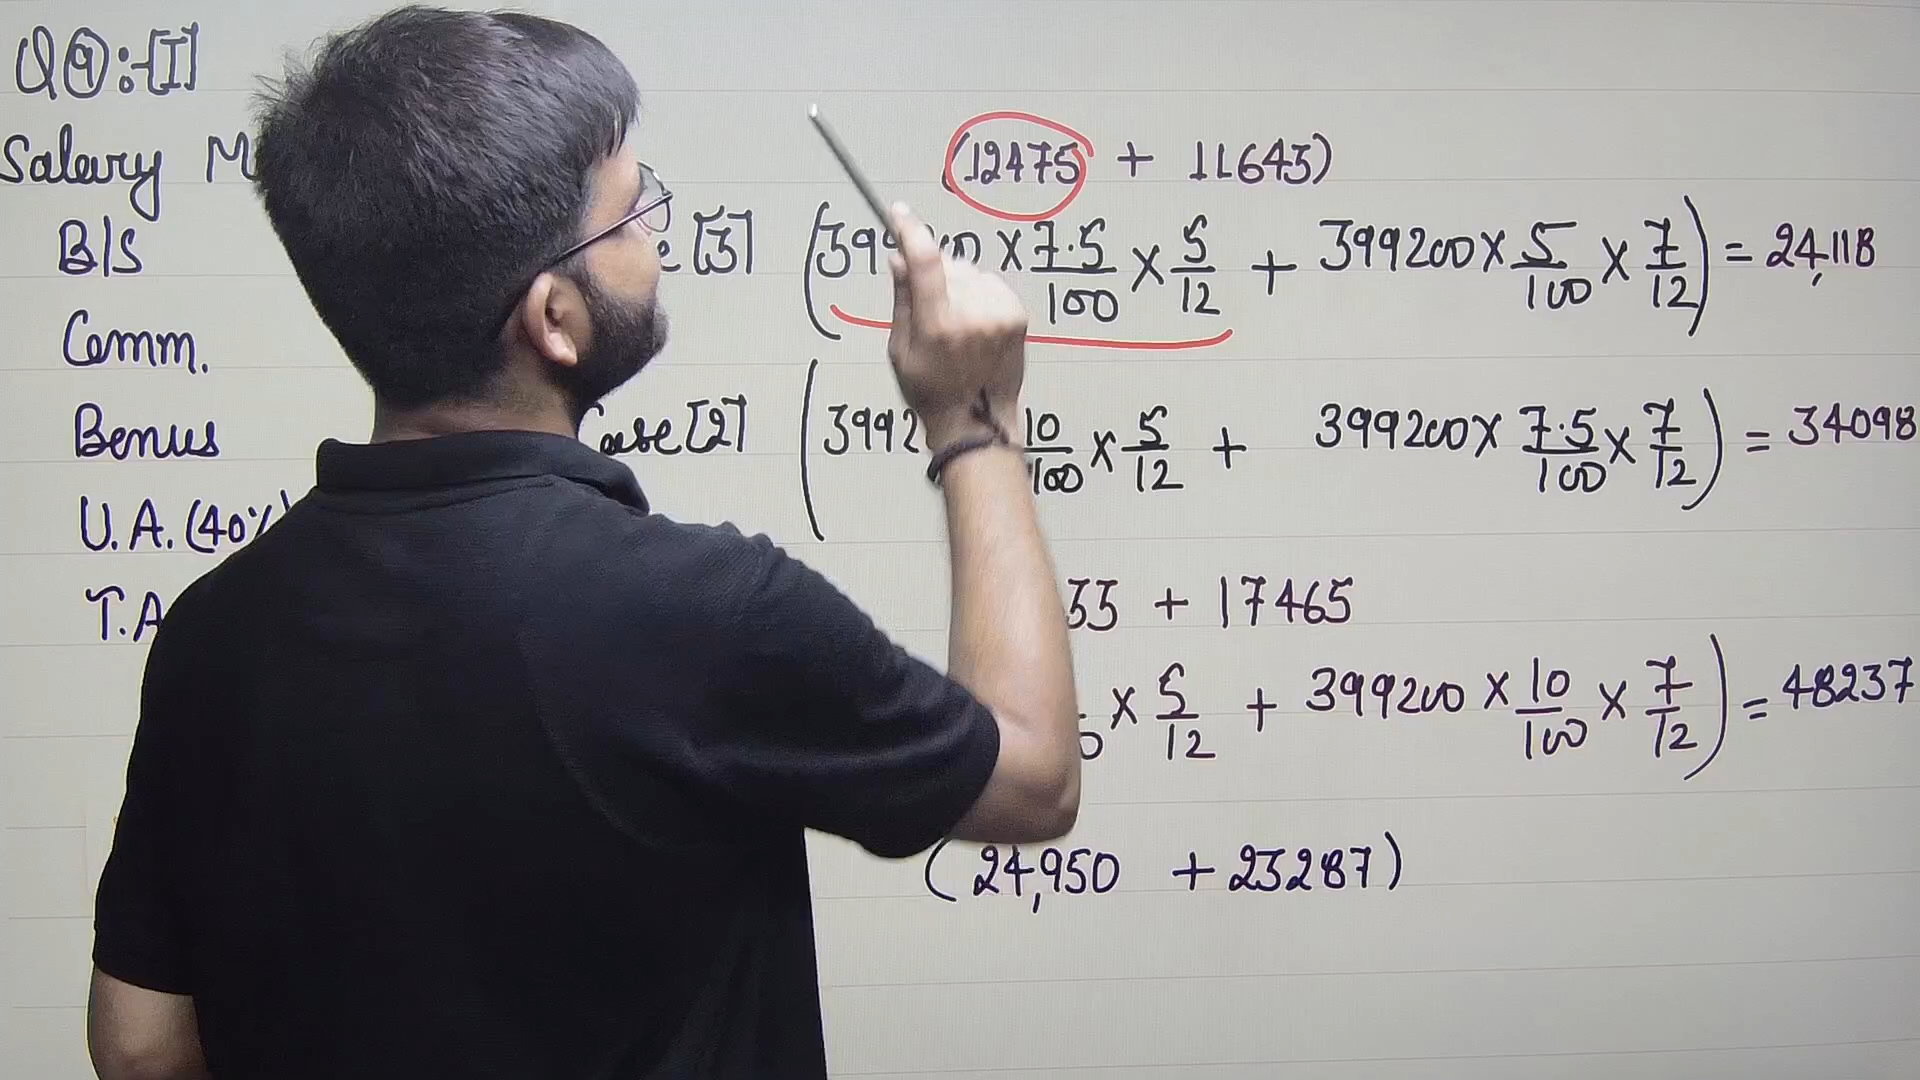 Q⑨:-[I]
Salary
(12475 + 11643)
B/S
[3] (399200 × 7.5/100 × 5/12 + 399200 × 5/100 × 7/12) = 24,118
Comm.
Bonus
Case [2] (3992 10/100 × 5/12 + 399200 × 7.5/100 × 7/12) = 34098
U.A. (40%)
T.A
33 + 17465
× 5/12 + 399200 × 10/100 × 7/12) = 48237
(24,950 + 23287)